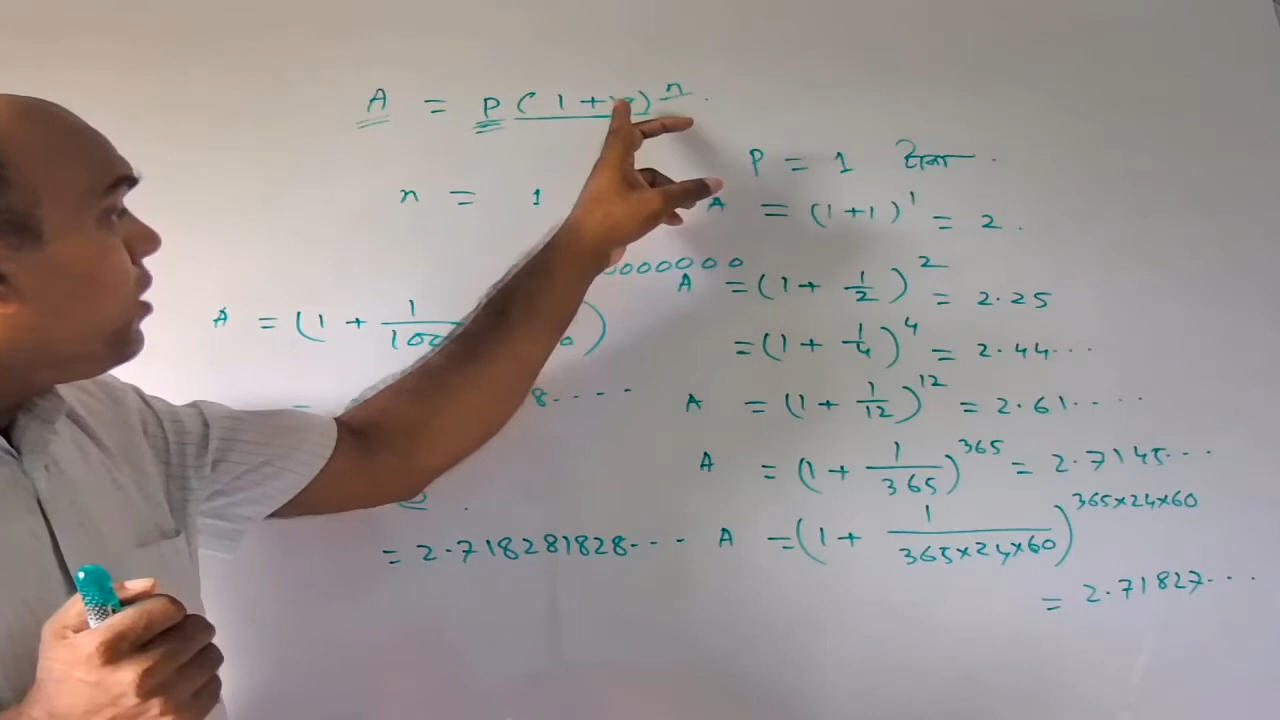 A = P(1+r)^n.
P = 1 टাকা.
n = 1
A = (1+1)^1 = 2.
0000000
A = (1+1/2)^2 = 2.25
A = (1+1/100
= (1+1/4)^4 = 2.44...
8....
A = (1+1/12)^12 = 2.61....
A = (1+1/365)^365 = 2.7145...
e.
= 2.718281828...
A = (1+1/365×24×60)^365×24×60
= 2.71827...